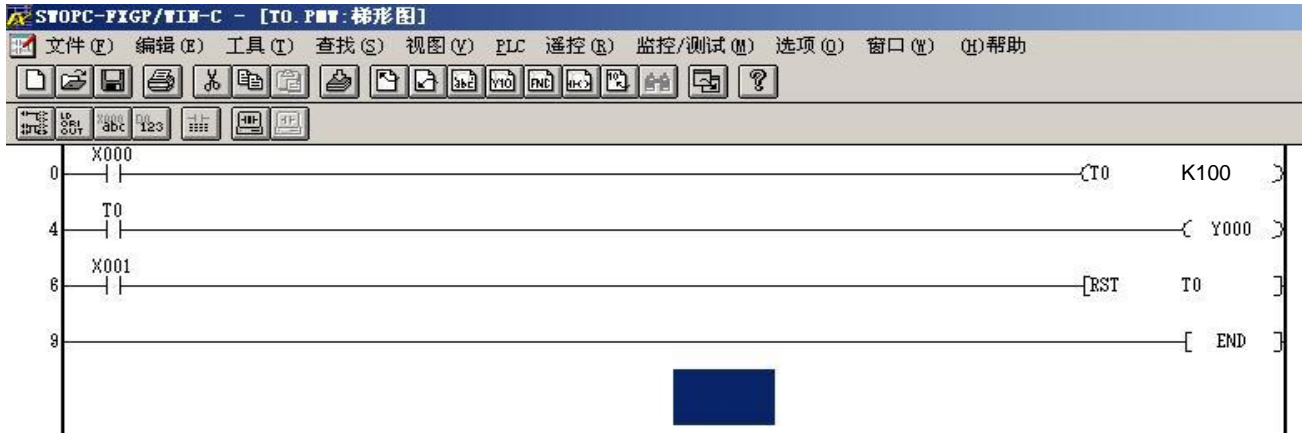 SWOPC-FXGP/WIN-C - [T0.PMW:梯形图]
文件(F) 编辑(E) 工具(T) 查找(S) 视图(V) PLC 遥控(R) 监控/测试(M) 选项(O) 窗口(W) (H)帮助
X000
0 T0 K100
T0
4 Y000
X001
6 RST T0
9 END